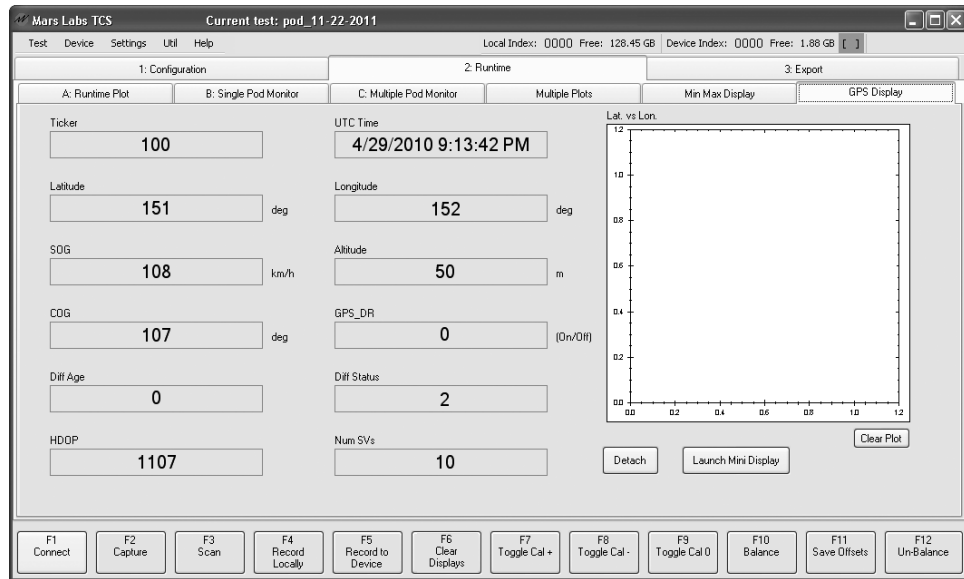 Mars Labs TCS Current test: pod_11-22-2011
Test Device Settings Util Help Local Index: 0000 Free: 128.45 GB Device Index: 0000 Free: 1.88 GB [ ]
1: Configuration 2: Runtime 3: Export
A: Runtime Plot B: Single Pod Monitor C: Multiple Pod Monitor Multiple Plots Min Max Display GPS Display
Ticker
100
UTC Time
4/29/2010 9:13:42 PM
Latitude
151 deg
Longitude
152 deg
SOG
108 km/h
Altitude
50 m
COG
107 deg
GPS_DR
0 (On/Off)
Diff Age
0
Diff Status
2
HDOP
1107
Num SVs
10
Lat. vs Lon.
1.2
1.0
0.8
0.6
0.4
0.2
0.0
0.0 0.2 0.4 0.6 0.8 1.0 1.2
Clear Plot
Detach Launch Mini Display
F1
Connect
F2
Capture
F3
Scan
F4
Record
Locally
F5
Record to
Device
F6
Clear
Displays
F7
Toggle Cal +
F8
Toggle Cal -
F9
Toggle Cal 0
F10
Balance
F11
Save Offsets
F12
Un-Balance